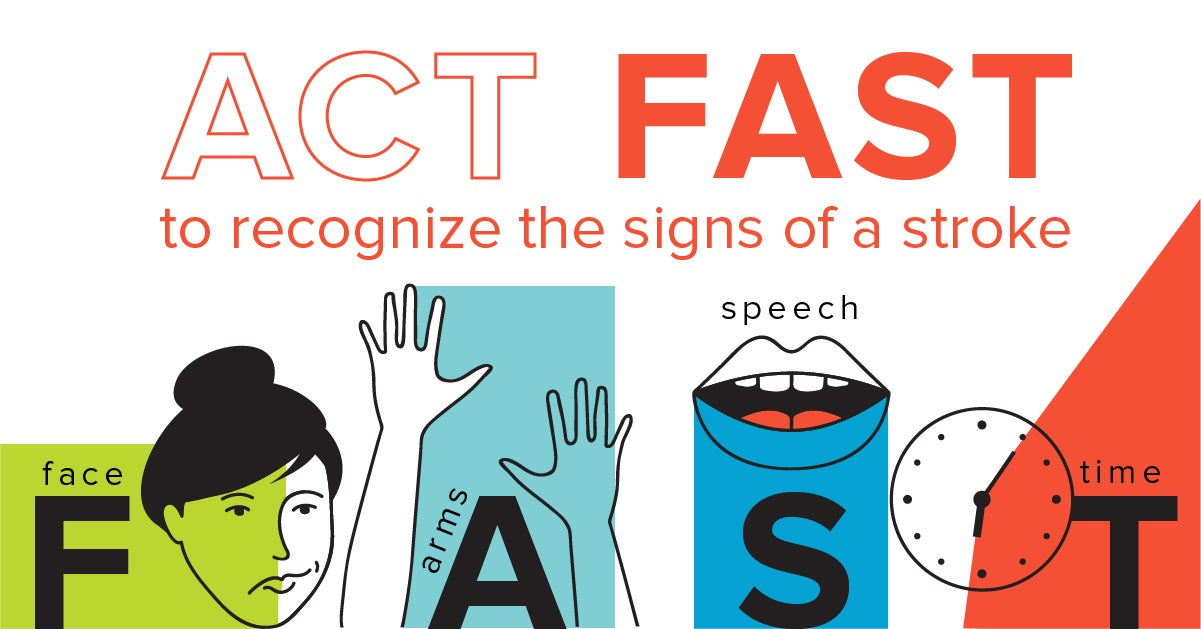 ACT FAST
to recognize the signs of a stroke
face
F
arms
A
speech
S
time
T